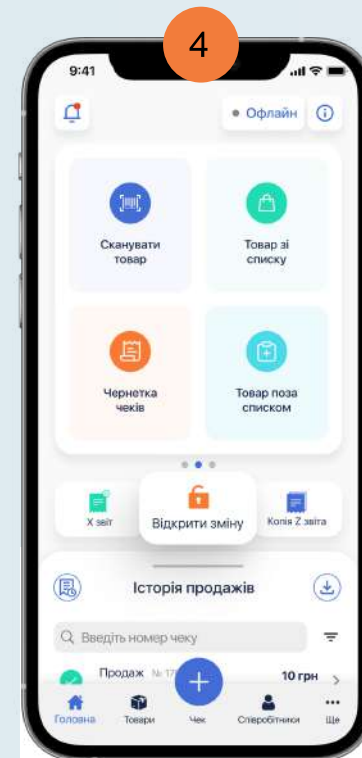 4
9:41
Офлайн
Сканувати
товар
Товар зі
списку
Чернетка
чеків
Товар поза
списком
X звіт
Відкрити зміну
Копія Z звіта
Історія продажів
Введіть номер чеку
Продаж
10 грн
Головна
Товари
Чек
Співробітники
Ще